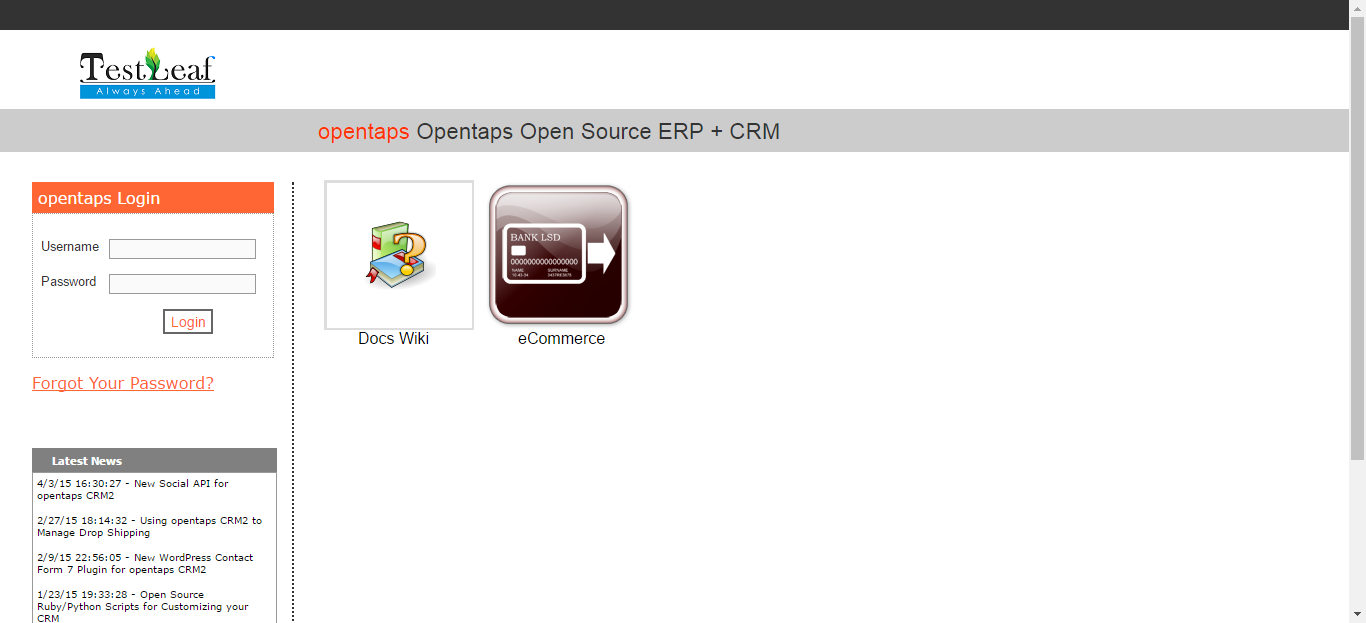 TestLeaf
Always Ahead
opentaps Opentaps Open Source ERP + CRM
opentaps Login
Username
Password
Login
Forgot Your Password?
BANK LSD
0000000000000000
NAME SURNAME
Docs Wiki
eCommerce
Latest News
4/3/15 16:30:27 - New Social API for
opentaps CRM2
2/27/15 18:14:32 - Using opentaps CRM2 to
Manage Drop Shipping
2/9/15 22:56:05 - New WordPress Contact
Form 7 Plugin for opentaps CRM2
1/23/15 19:33:28 - Open Source
Ruby/Python Scripts for Customizing your
CRM